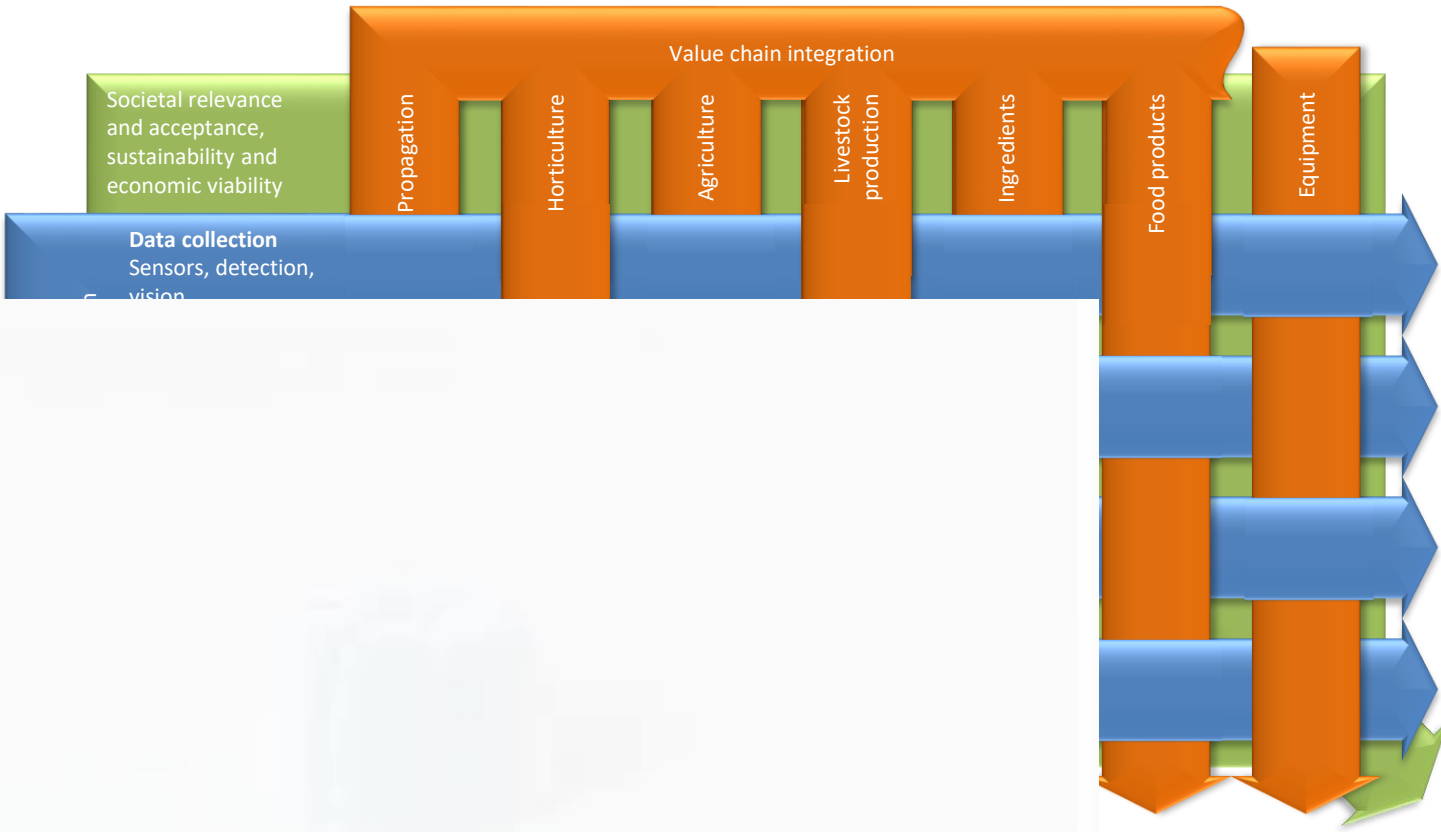 Value chain integration
Societal relevance
and acceptance,
sustainability and
economic viability
Propagation
Horticulture
Agriculture
Livestock
production
Ingredients
Food products
Equipment
Data collection
Sensors, detection,
vision